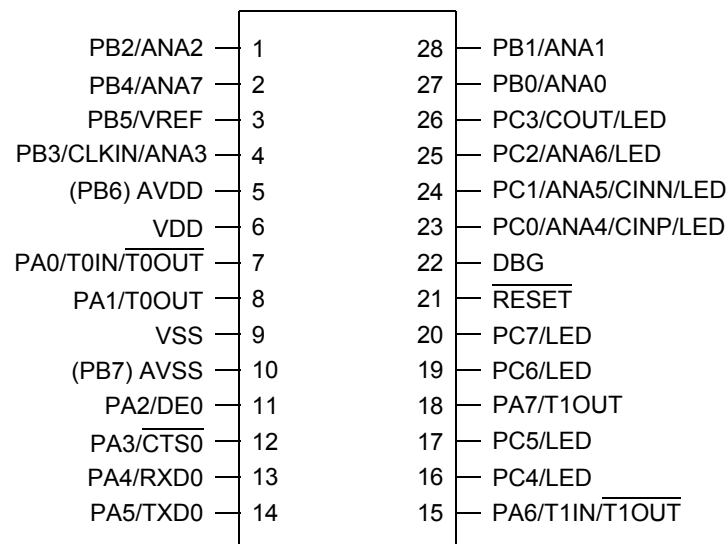 PB2/ANA2 1 28 PB1/ANA1
PB4/ANA7 2 27 PB0/ANA0
PB5/VREF 3 26 PC3/COUT/LED
PB3/CLKIN/ANA3 4 25 PC2/ANA6/LED
(PB6) AVDD 5 24 PC1/ANA5/CINN/LED
VDD 6 23 PC0/ANA4/CINP/LED
PA0/T0IN/T̅0̅O̅U̅T̅ 7 22 DBG
PA1/T0OUT 8 21 R̅E̅S̅E̅T̅
VSS 9 20 PC7/LED
(PB7) AVSS 10 19 PC6/LED
PA2/DE0 11 18 PA7/T1OUT
PA3/C̅T̅S̅0̅ 12 17 PC5/LED
PA4/RXD0 13 16 PC4/LED
PA5/TXD0 14 15 PA6/T1IN/T̅1̅O̅U̅T̅